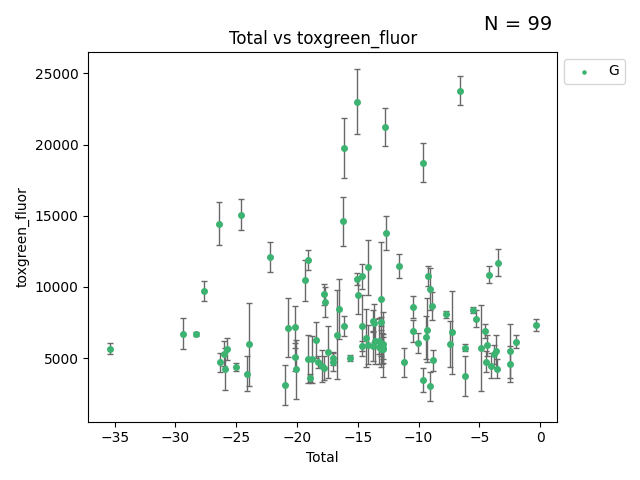 N = 99
Total vs toxgreen_fluor
G
25000
20000
15000
10000
5000
toxgreen_fluor
−35 −30 −25 −20 −15 −10 −5 0
Total